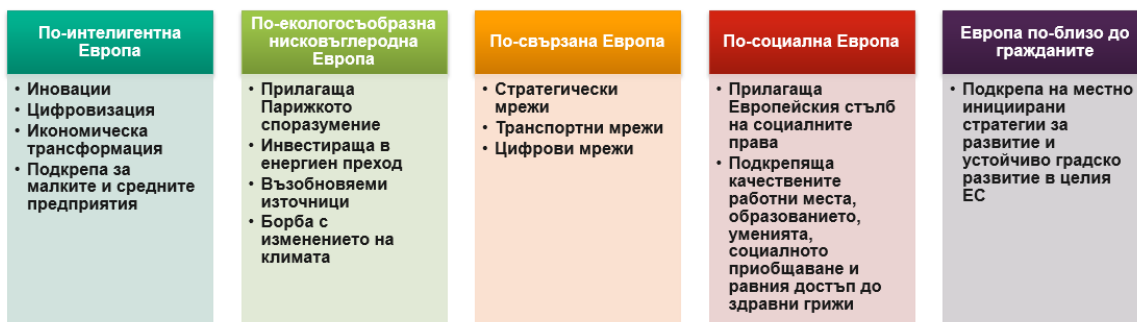 По-интелигентна
Европа
• Иновации
• Цифровизация
• Икономическа
трансформация
• Подкрепа за
малките и средните
предприятия
По-екологосъобразна
нисковъглеродна
Европа
• Прилагаща
Парижкото
споразумение
• Инвестираща в
енергиен преход
• Възобновяеми
източници
• Борба с
изменението на
климата
По-свързана Европа
• Стратегически
мрежи
• Транспортни мрежи
• Цифрови мрежи
По-социална Европа
• Прилагаща
Европейския стълб
на социалните
права
• Подкрепяща
качествените
работни места,
образованието,
уменията,
социалното
приобщаване и
равния достъп до
здравни грижи
Европа по-близо до
гражданите
• Подкрепа на местно
инициирани
стратегии за
развитие и
устойчиво градско
развитие в целия
ЕС